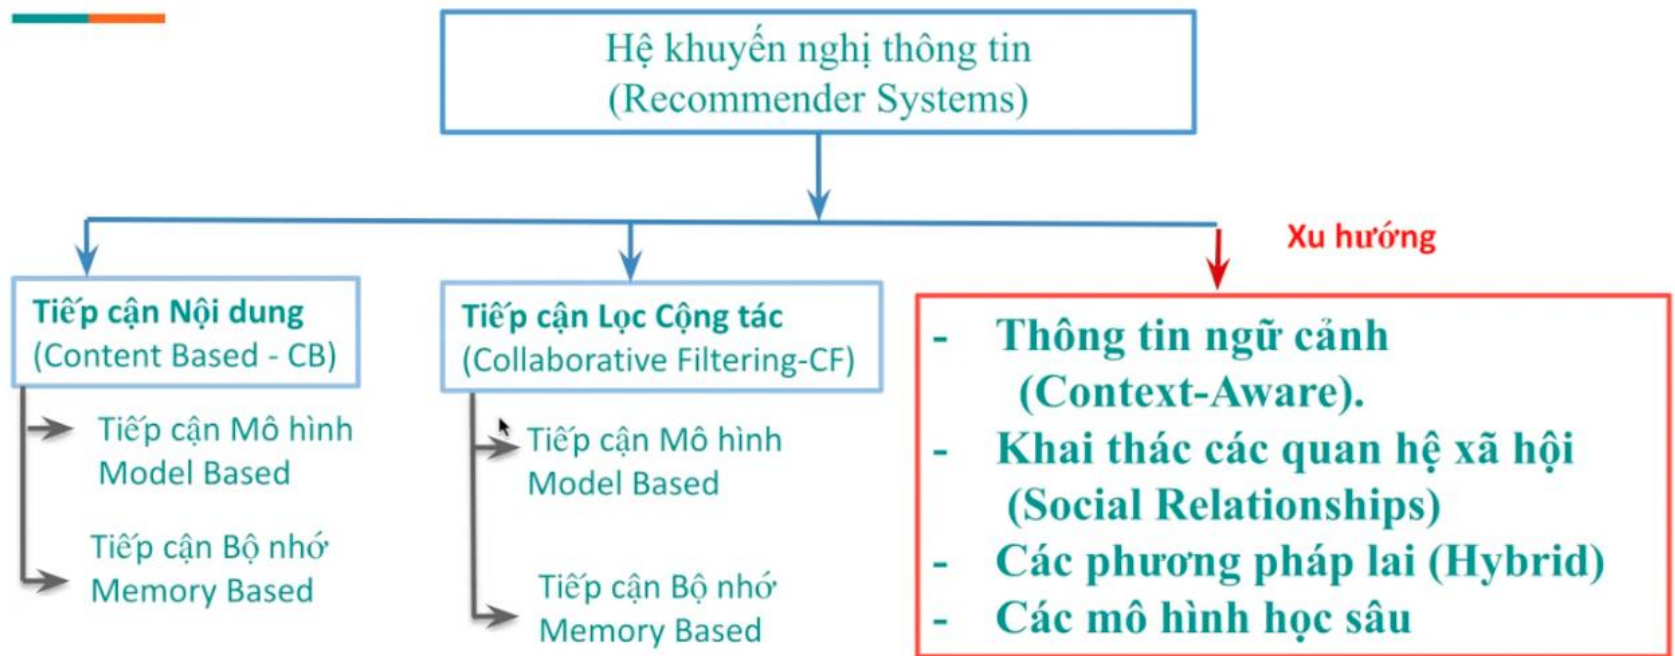 Hệ khuyến nghị thông tin
(Recommender Systems)
Xu hướng
Tiếp cận Nội dung
(Content Based - CB)
Tiếp cận Mô hình
Model Based
Tiếp cận Bộ nhớ
Memory Based
Tiếp cận Lọc Cộng tác
(Collaborative Filtering-CF)
Tiếp cận Mô hình
Model Based
Tiếp cận Bộ nhớ
Memory Based
- Thông tin ngữ cảnh
(Context-Aware).
- Khai thác các quan hệ xã hội
(Social Relationships)
- Các phương pháp lai (Hybrid)
- Các mô hình học sâu